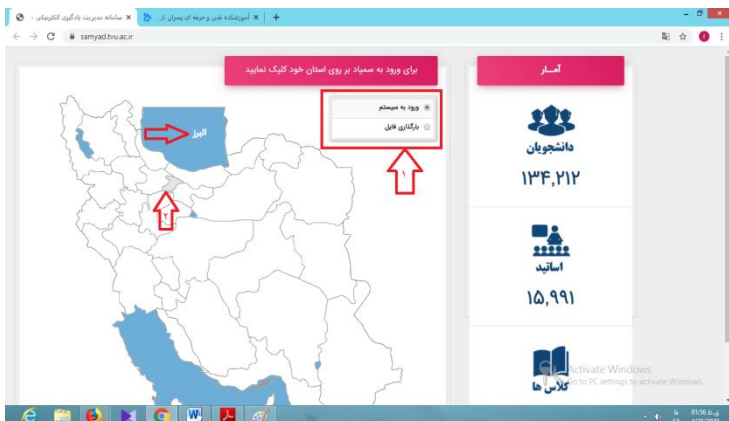 سامانه مدیریت یادگیری الکترونیکی
آموزشکده فنی و حرفه ای پسران
samyad.tvu.ac.ir
برای ورود به سمیاد بر روی استان خود کلیک نمایید
ورود به سیستم
بارگذاری فایل
۱
البرز
۲
آمـار
دانشجویان
۱۳۴,۲۱۲
اساتید
۱۵,۹۹۱
کلاس ها
Activate Windows
Go to PC settings to activate Windows.
01:56 ب.ظ